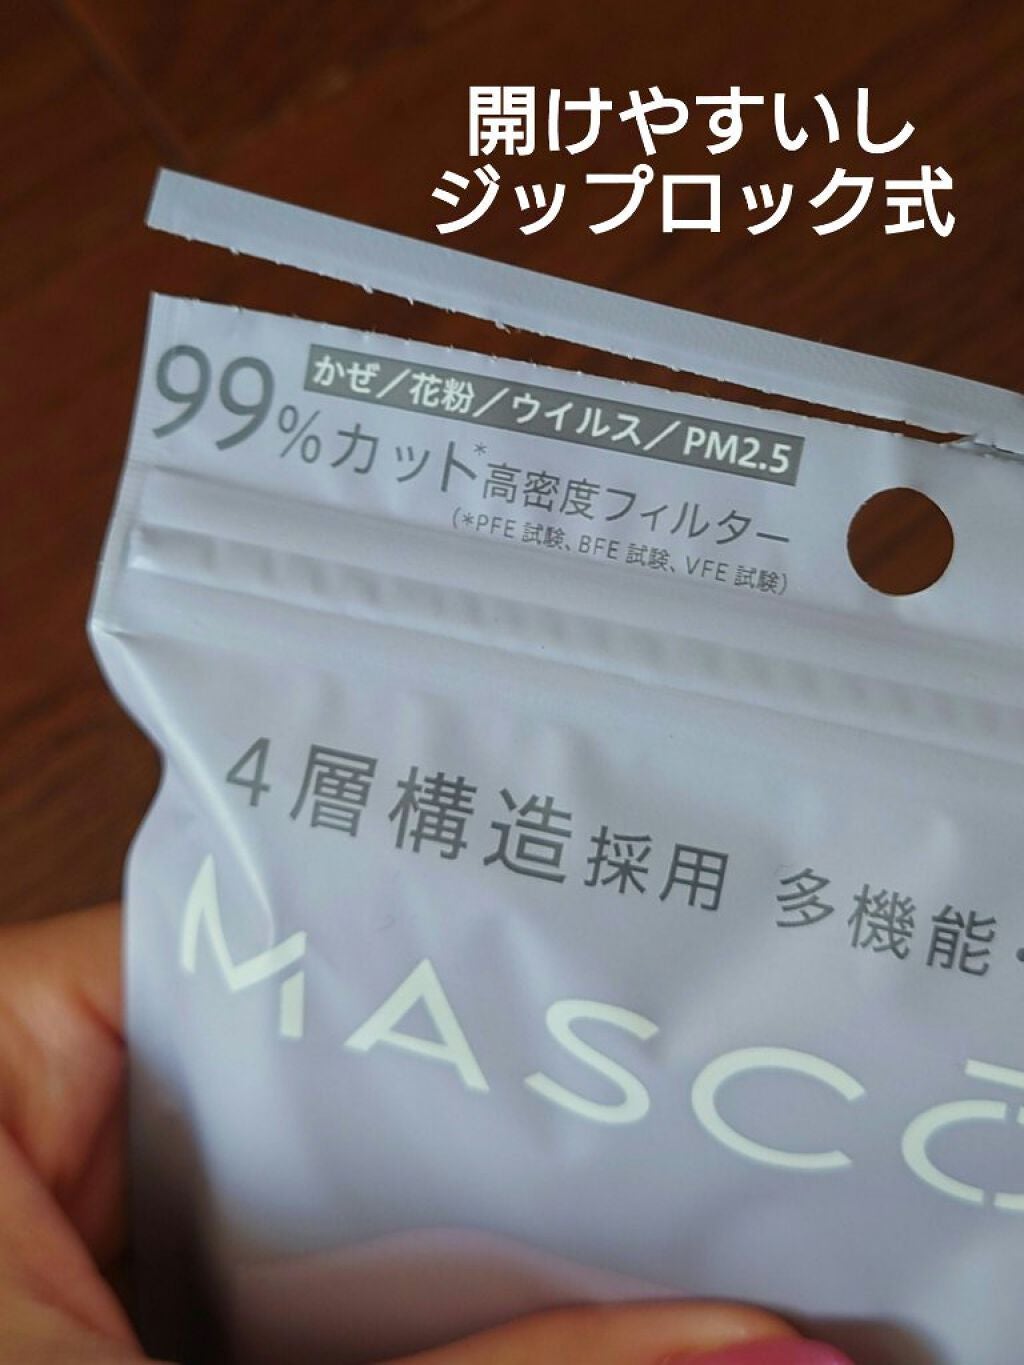 開けやすいし
ジップロック式
かぜ/花粉/ウイルス/PM2.5
99%カット*高密度フィルター
(*PFE 試験、BFE 試験、VFE 試験)
4層構造採用 多機能・
MASCŌ